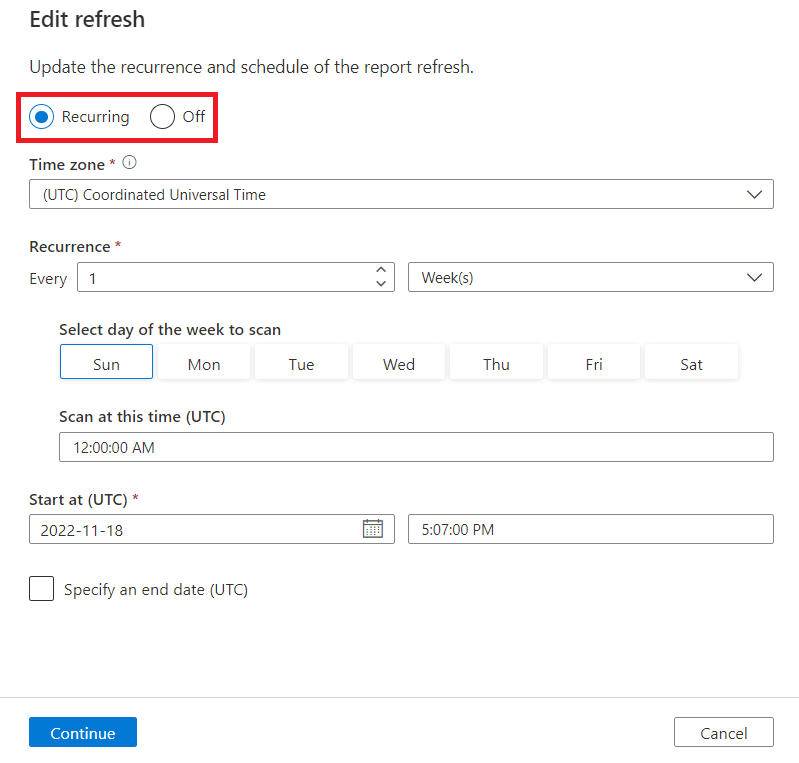 Edit refresh
Update the recurrence and schedule of the report refresh.
Recurring Off
Time zone *
(UTC) Coordinated Universal Time
Recurrence *
Every 1 Week(s)
Select day of the week to scan
Sun Mon Tue Wed Thu Fri Sat
Scan at this time (UTC)
12:00:00 AM
Start at (UTC) *
2022-11-18 5:07:00 PM
Specify an end date (UTC)
Continue Cancel